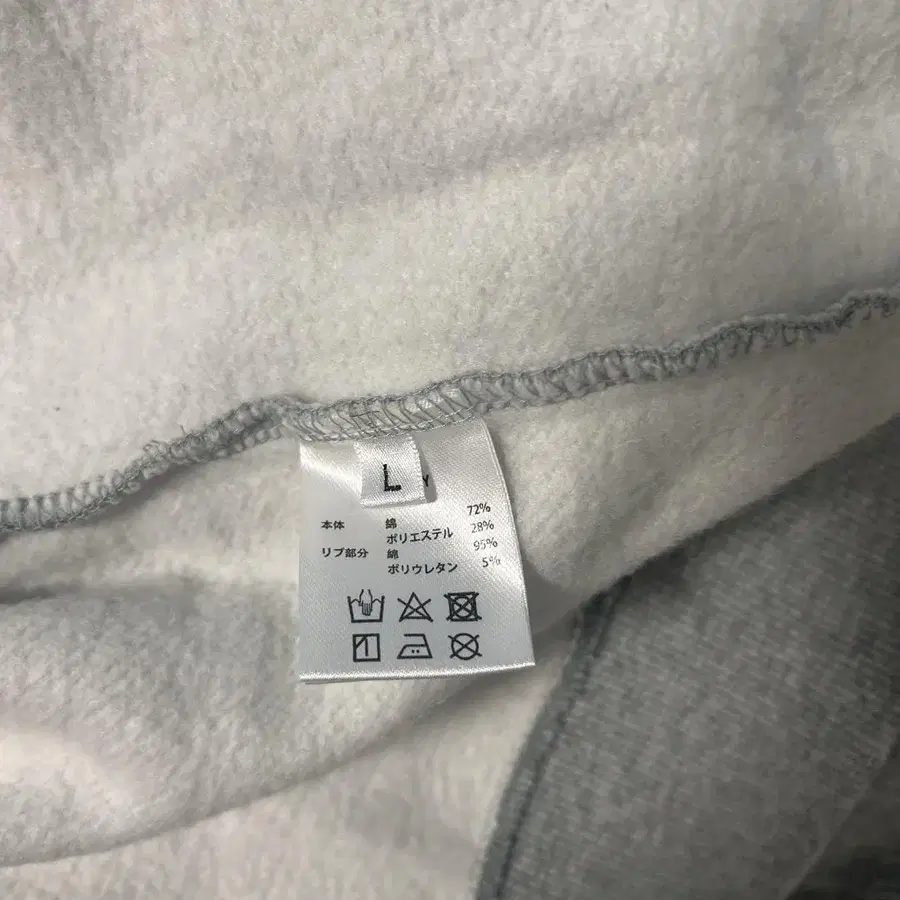 L
Y
本体 綿 72%
ポリエステル 28%
リブ部分 綿 95%
ポリウレタン 5%